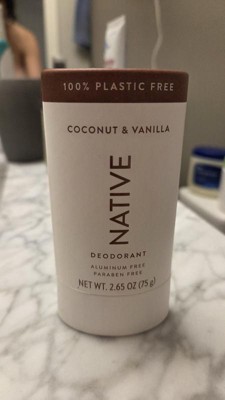 100% PLASTIC FREE
COCONUT & VANILLA
NATIVE
DEODORANT
ALUMINUM FREE
PARABEN FREE
NET WT. 2.65 OZ (75 g)